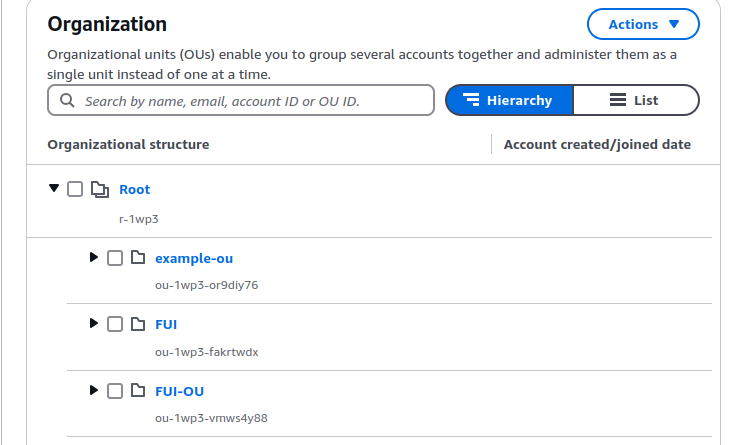 Organization
Actions
Organizational units (OUs) enable you to group several accounts together and administer them as a
single unit instead of one at a time.
Search by name, email, account ID or OU ID.
Hierarchy
List
Organizational structure
Account created/joined date
Root
r-1wp3
example-ou
ou-1wp3-or9diy76
FUI
ou-1wp3-fakrtwdx
FUI-OU
ou-1wp3-vmws4y88